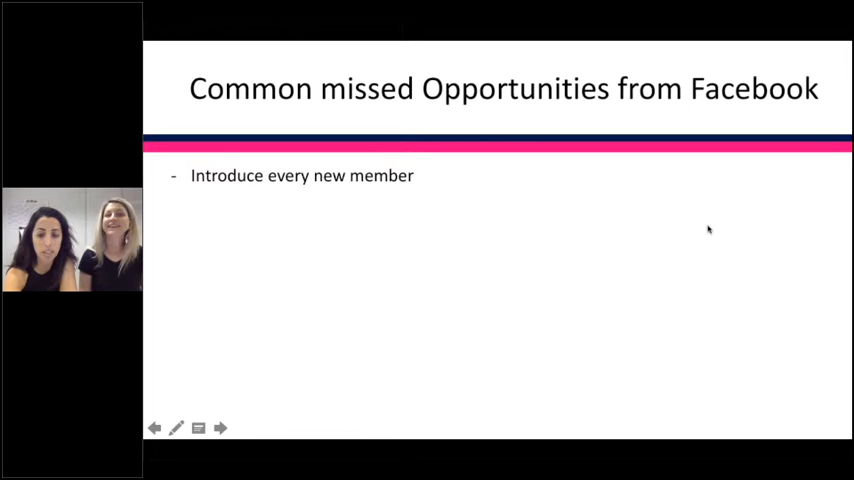 Common missed Opportunities from Facebook
- Introduce every new member